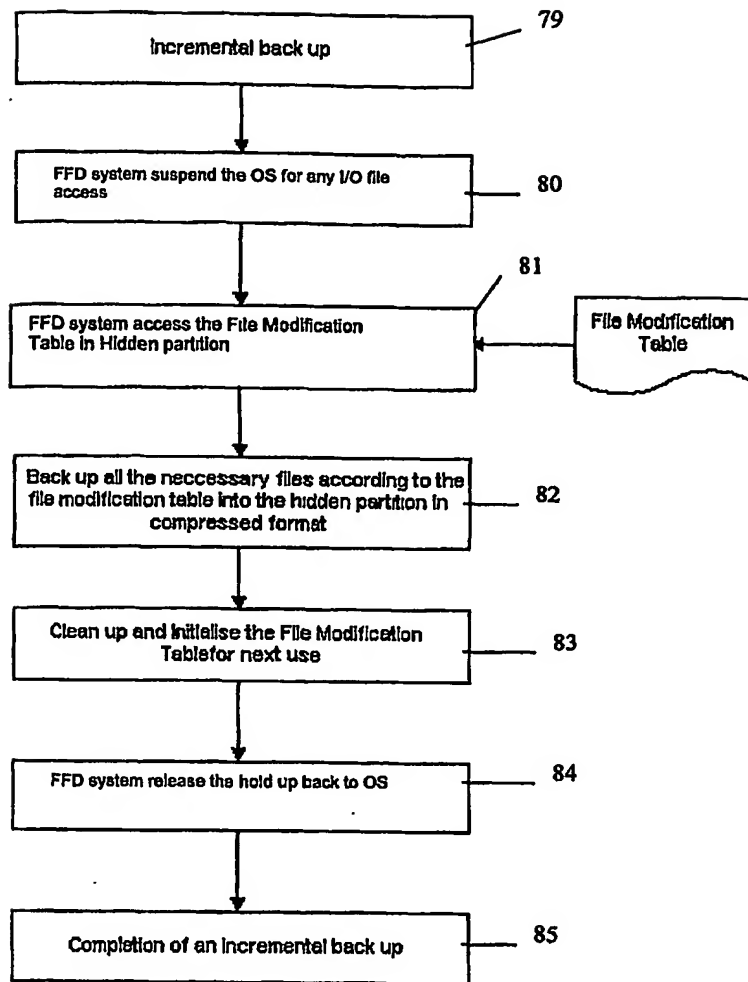 79
Incremental back up
FFD system suspend the OS for any I/O file
access
80
81
FFD system access the File Modification
Table in Hidden partition
File Modification
Table
Back up all the neccessary files according to the
file modification table into the hidden partition in
compressed format
82
Clean up and Initialise the File Modification
Tablefor next use
83
FFD system release the hold up back to OS
84
Completion of an incremental back up
85